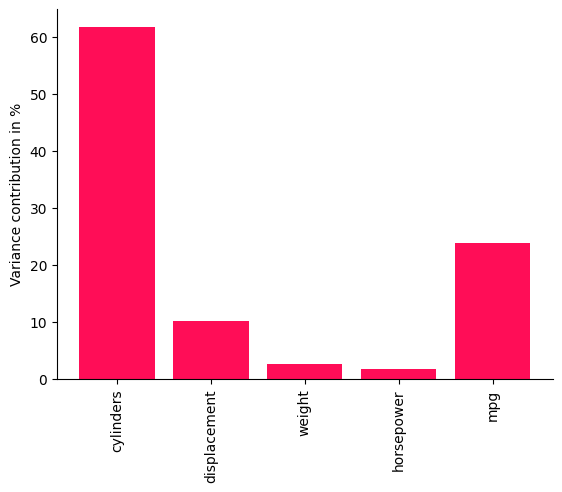 Variance contribution in %
60
50
40
30
20
10
0
cylinders
displacement
weight
horsepower
mpg